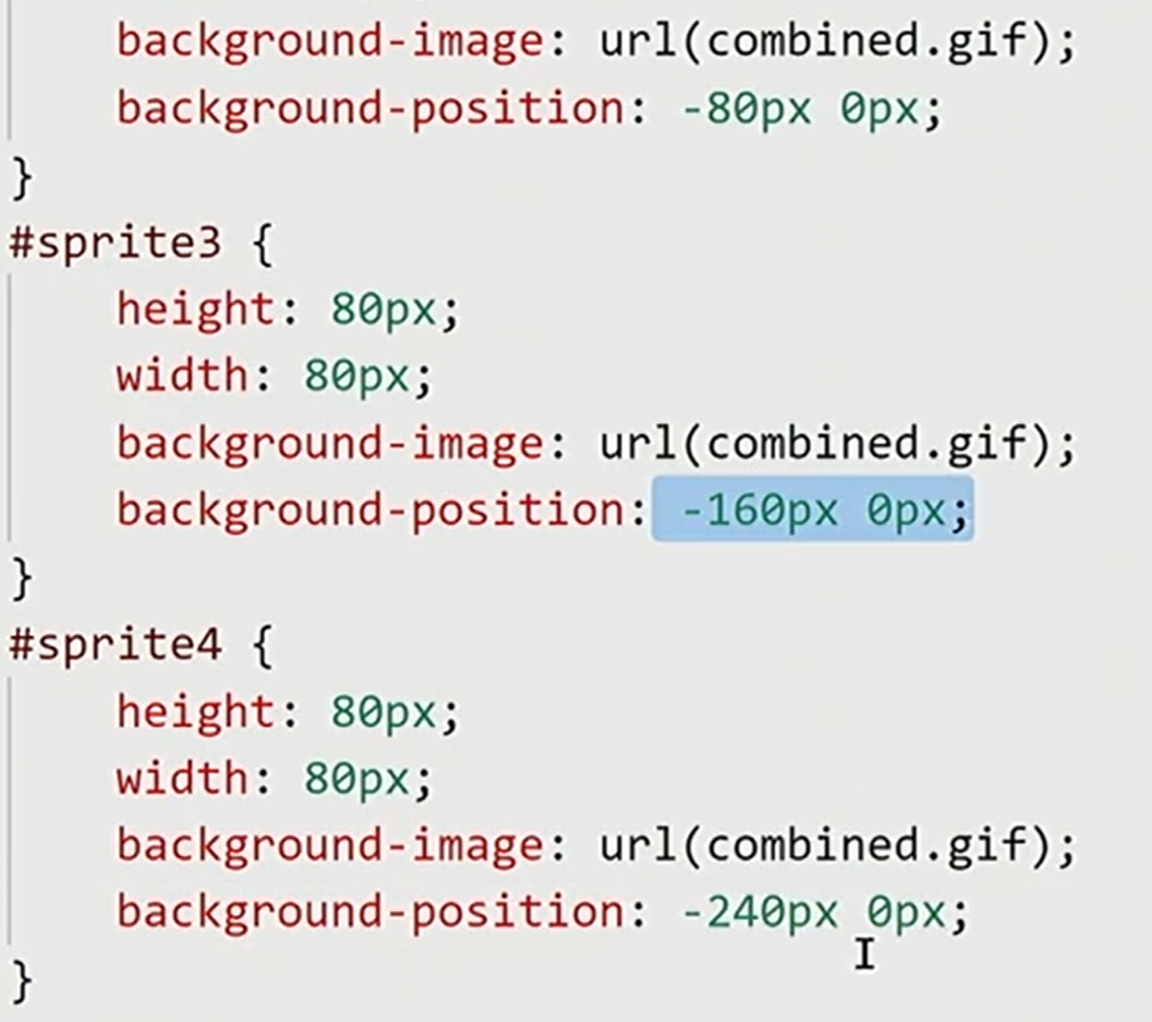 background-image: url(combined.gif);
background-position: -80px 0px;
}
#sprite3 {
height: 80px;
width: 80px;
background-image: url(combined.gif);
background-position: -160px 0px;
}
#sprite4 {
height: 80px;
width: 80px;
background-image: url(combined.gif);
background-position: -240px 0px;
}